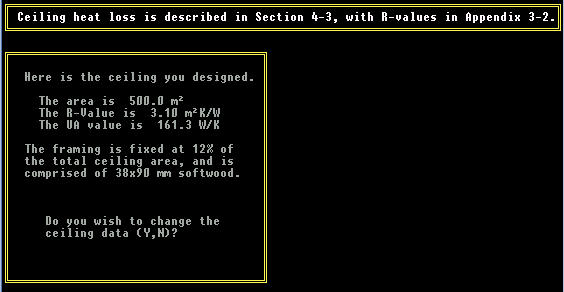 Ceiling heat loss is described in Section 4-3, with R-values in Appendix 3-2.
Here is the ceiling you designed.
The area is  500.0 m²
The R-Value is  3.10 m²K/W
The UA value is  161.3 W/K
The framing is fixed at 12% of
the total ceiling area, and is
comprised of 38x90 mm softwood.
Do you wish to change the
ceiling data (Y,N)?